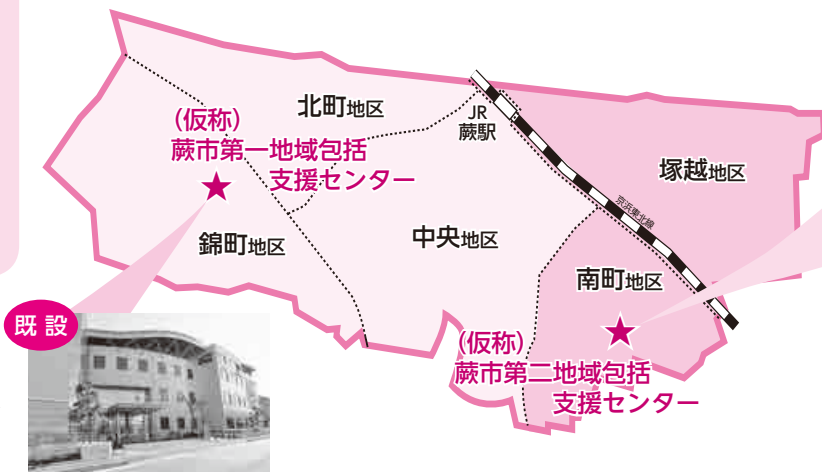 北町地区
(仮称)
蕨市第一地域包括
支援センター
JR
蕨駅
塚越地区
京浜東北線
錦町地区
中央地区
南町地区
既設
(仮称)
蕨市第二地域包括
支援センター